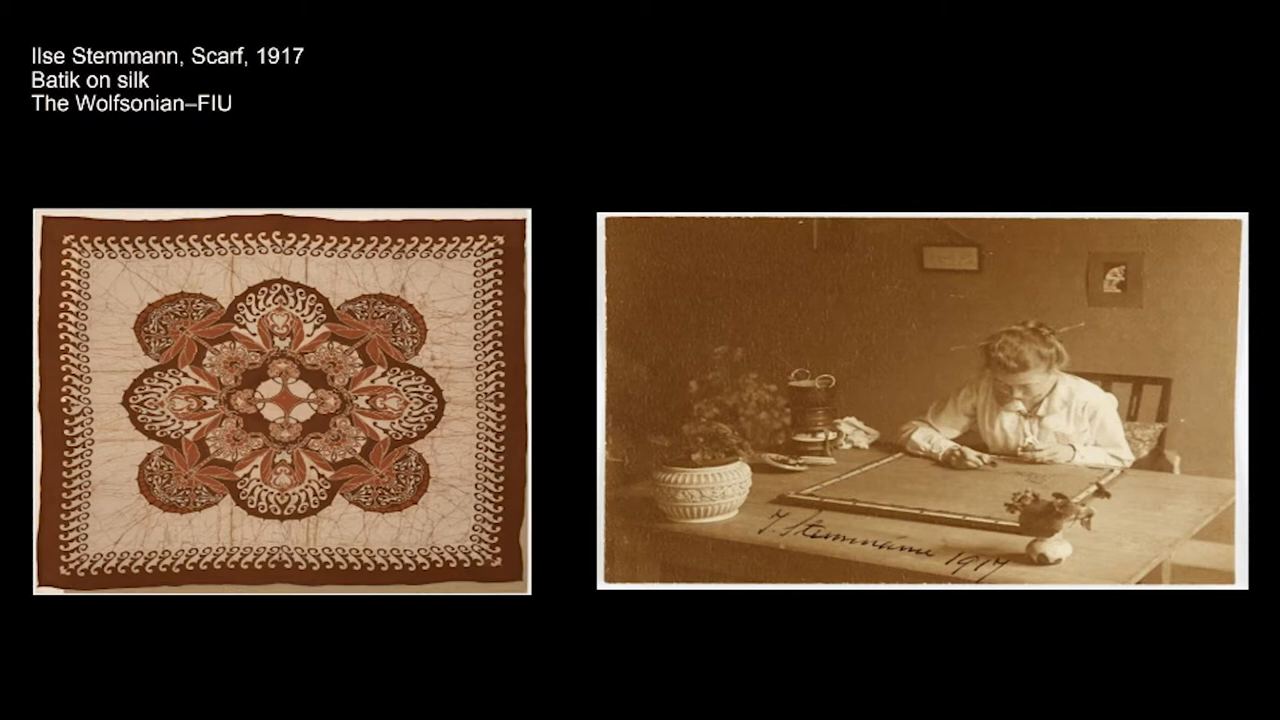 Ilse Stemmann, Scarf, 1917
Batik on silk
The Wolfsonian–FIU
J. Stemmann 1917